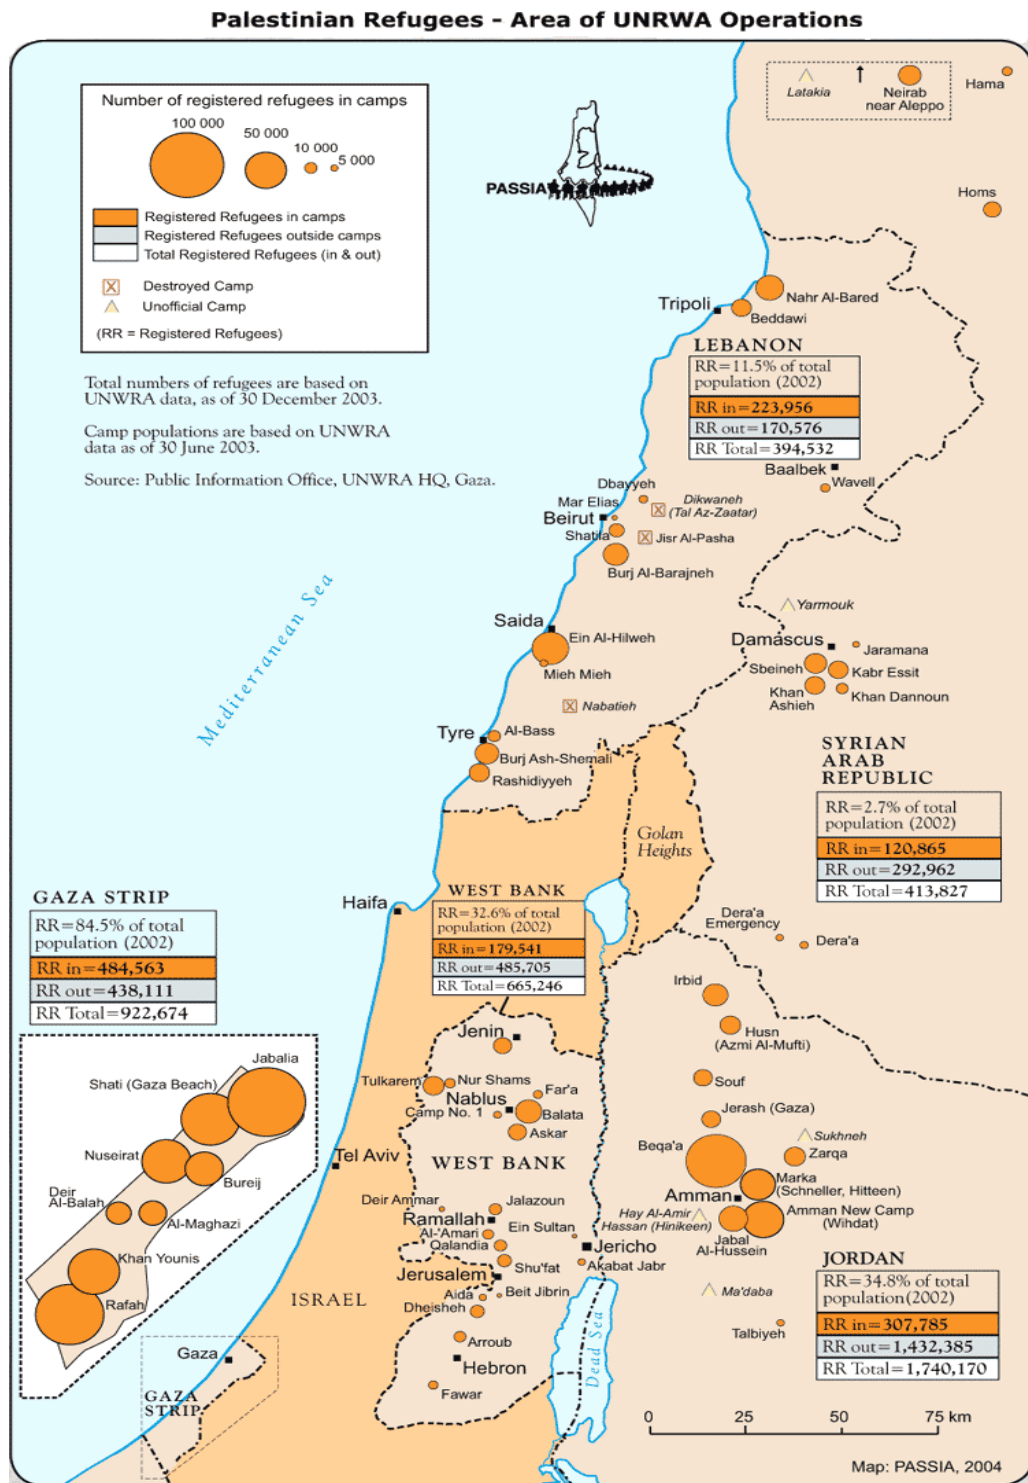 Palestinian Refugees - Area of UNRWA Operations
Number of registered refugees in camps
100 000
50 000
10 000
5 000
Registered Refugees in camps
Registered Refugees outside camps
Total Registered Refugees (in & out)
Destroyed Camp
Unofficial Camp
(RR = Registered Refugees)
Total numbers of refugees are based on
UNWRA data, as of 30 December 2003.
Camp populations are based on UNWRA
data as of 30 June 2003.
Source: Public Information Office, UNWRA HQ, Gaza.
PASSIA
Latakia
Neirab
near Aleppo
Hama
Homs
Tripoli
Nahr Al-Bared
Beddawi
LEBANON
RR=11.5% of total
population (2002)
RR in=223,956
RR out=170,576
RR Total=394,532
Baalbek
Wavell
Dbayyeh
Mar Elias
Dikwaneh
(Tal Az-Zaatar)
Beirut
Shatila
Jisr Al-Pasha
Burj Al-Barajneh
Mediterranean Sea
Yarmouk
Saida
Ein Al-Hilweh
Mieh Mieh
Damascus
Jaramana
Sbeineh
Kabr Essit
Khan
Ashieh
Khan Dannoun
Nabatieh
Tyre
Al-Bass
Burj Ash-Shemali
Rashidiyyeh
SYRIAN
ARAB
REPUBLIC
RR=2.7% of total
population (2002)
RR in=120,865
RR out=292,962
RR Total=413,827
Golan
Heights
GAZA STRIP
RR=84.5% of total
population (2002)
RR in=484,563
RR out=438,111
RR Total=922,674
Haifa
WEST BANK
RR=32.6% of total
population (2002)
RR in=179,541
RR out=485,705
RR Total=665,246
Dera'a
Emergency
Dera'a
Irbid
Husn
(Azmi Al-Mufti)
Souf
Jerash (Gaza)
Sukhneh
Beqa'a
Zarqa
Marka
(Schneller, Hitteen)
Amman
Amman New Camp
(Wihdat)
Hay Al-Amir
Hassan (Hinikeen)
Jabal
Al-Hussein
Jenin
Tulkarem
Nur Shams
Far'a
Nablus
Camp No. 1
Balata
Askar
WEST BANK
Tel Aviv
Deir Ammar
Jalazoun
Ramallah
Al-'Amari
Ein Sultan
Qalandia
Jericho
Shu'fat
Akabat Jabr
Jerusalem
Aida
Beit Jibrin
Dheisheh
Arroub
Hebron
Fawar
ISRAEL
Dead Sea
Jabalia
Shati (Gaza Beach)
Nuseirat
Bureij
Deir
Al-Balah
Al-Maghazi
Khan Younis
Rafah
Gaza
GAZA
STRIP
JORDAN
RR=34.8% of total
population(2002)
RR in=307,785
RR out=1,432,385
RR Total=1,740,170
Ma'daba
Talbiyeh
0 25 50 75 km
Map: PASSIA, 2004